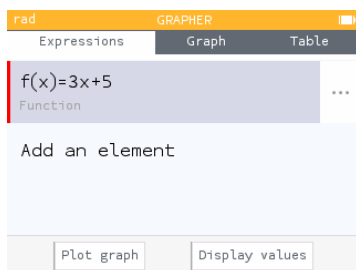 rad GRAPHER
Expressions Graph Table
f(x)=3x+5
Function
...
Add an element
Plot graph Display values